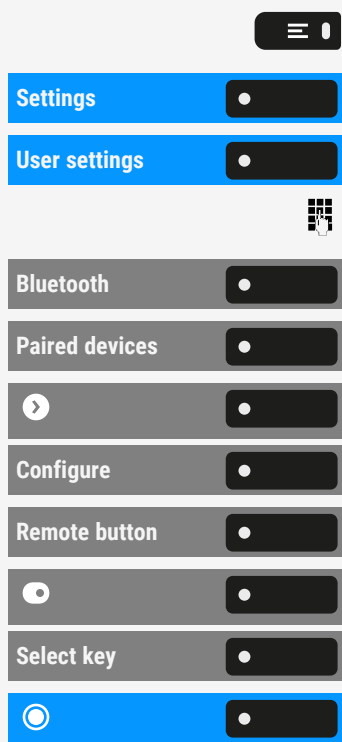 Settings
User settings
Bluetooth
Paired devices
Configure
Remote button
Select key